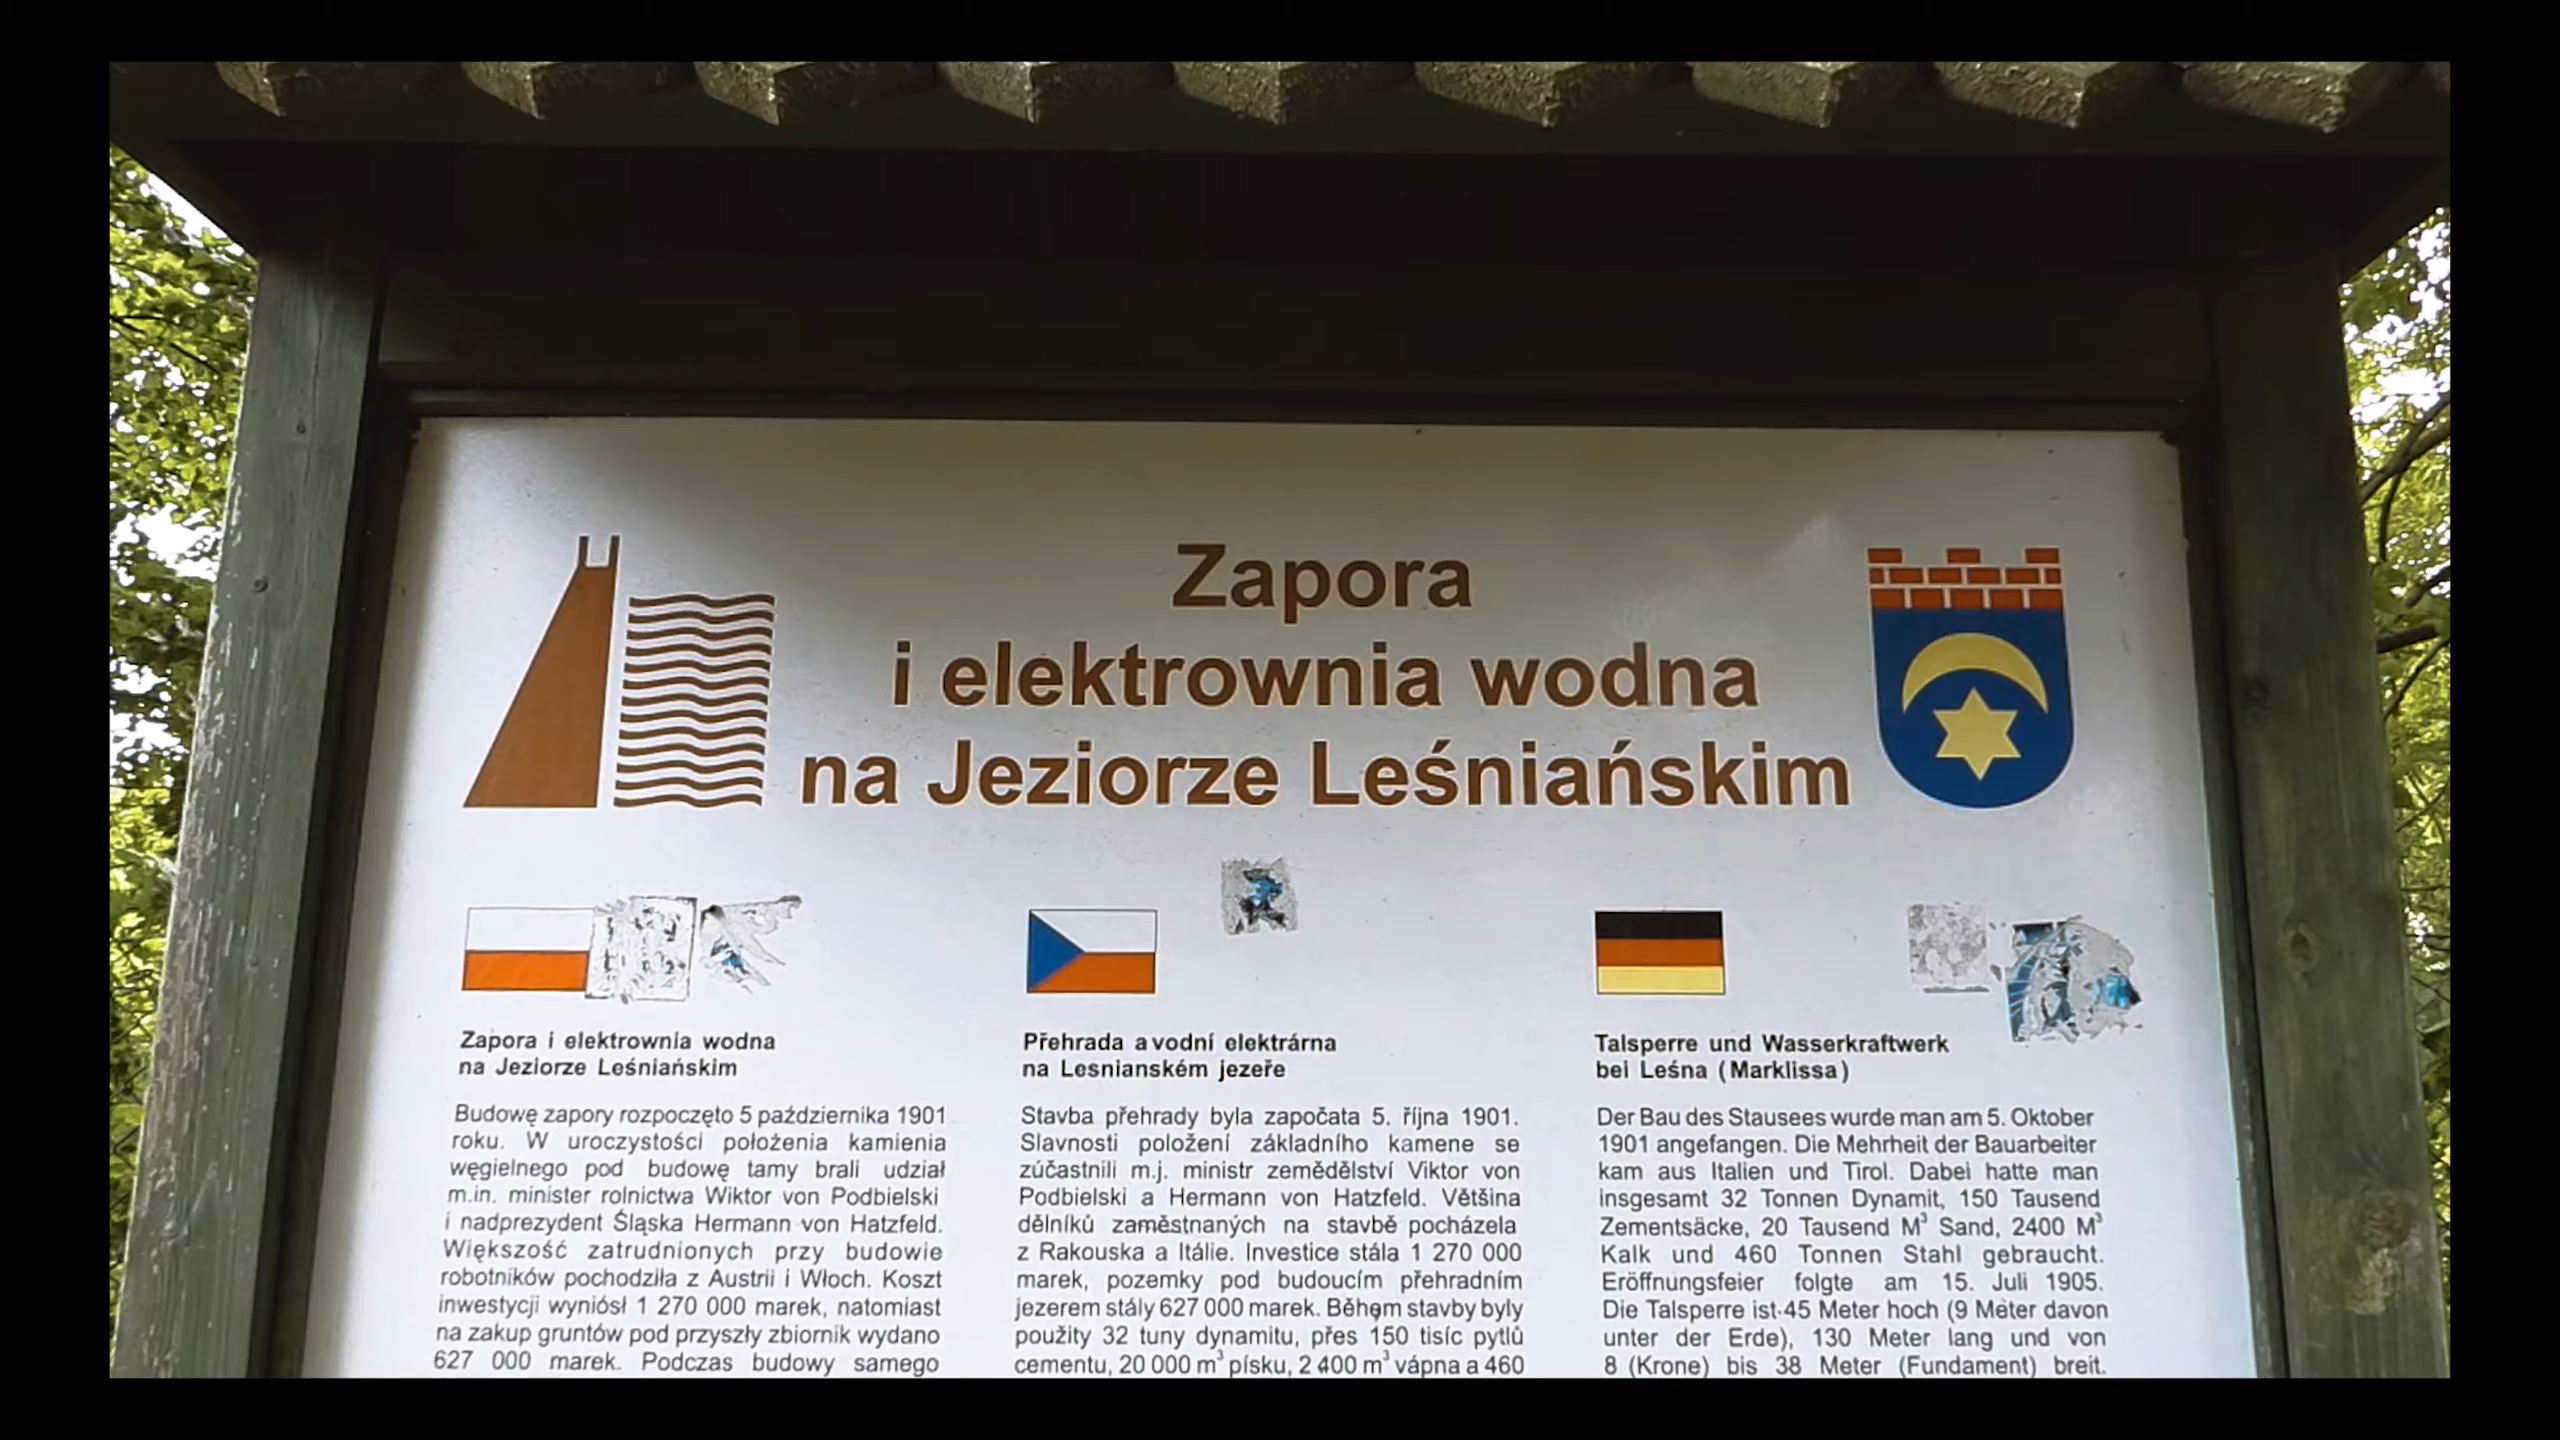 Zapora
i elektrownia wodna
na Jeziorze Leśniańskim
Zapora i elektrownia wodna
na Jeziorze Leśniańskim
Budowę zapory rozpoczęto 5 października 1901
roku. W uroczystości położenia kamienia
węgielnego pod budowę tamy brali udział
m.in. minister rolnictwa Wiktor von Podbielski
i nadprezydent Śląska Hermann von Hatzfeld.
Większość zatrudnionych przy budowie
robotników pochodziła z Austrii i Włoch. Koszt
inwestycji wyniósł 1 270 000 marek, natomiast
na zakup gruntów pod przyszły zbiornik wydano
627 000 marek. Podczas budowy samego
Přehrada a vodní elektrárna
na Lesnianském jezeře
Stavba přehrady byla započata 5. října 1901.
Slavnosti položení základního kamene se
zúčastnili m.j. ministr zemědělství Viktor von
Podbielski a Hermann von Hatzfeld. Většina
dělníků zaměstnaných na stavbě pocházela
z Rakouska a Itálie. Investice stála 1 270 000
marek, pozemky pod budoucím přehradním
jezerem stály 627 000 marek. Během stavby byly
použity 32 tuny dynamitu, přes 150 tisíc pytlů
cementu, 20 000 m³ písku, 2 400 m³ vápna a 460
Talsperre und Wasserkraftwerk
bei Leśna (Marklissa)
Der Bau des Stausees wurde man am 5. Oktober
1901 angefangen. Die Mehrheit der Bauarbeiter
kam aus Italien und Tirol. Dabei hatte man
insgesamt 32 Tonnen Dynamit, 150 Tausend
Zementsäcke, 20 Tausend M³ Sand, 2400 M³
Kalk und 460 Tonnen Stahl gebraucht.
Eröffnungsfeier folgte am 15. Juli 1905.
Die Talsperre ist 45 Meter hoch (9 Meter davon
unter der Erde), 130 Meter lang und von
8 (Krone) bis 38 Meter (Fundament) breit.